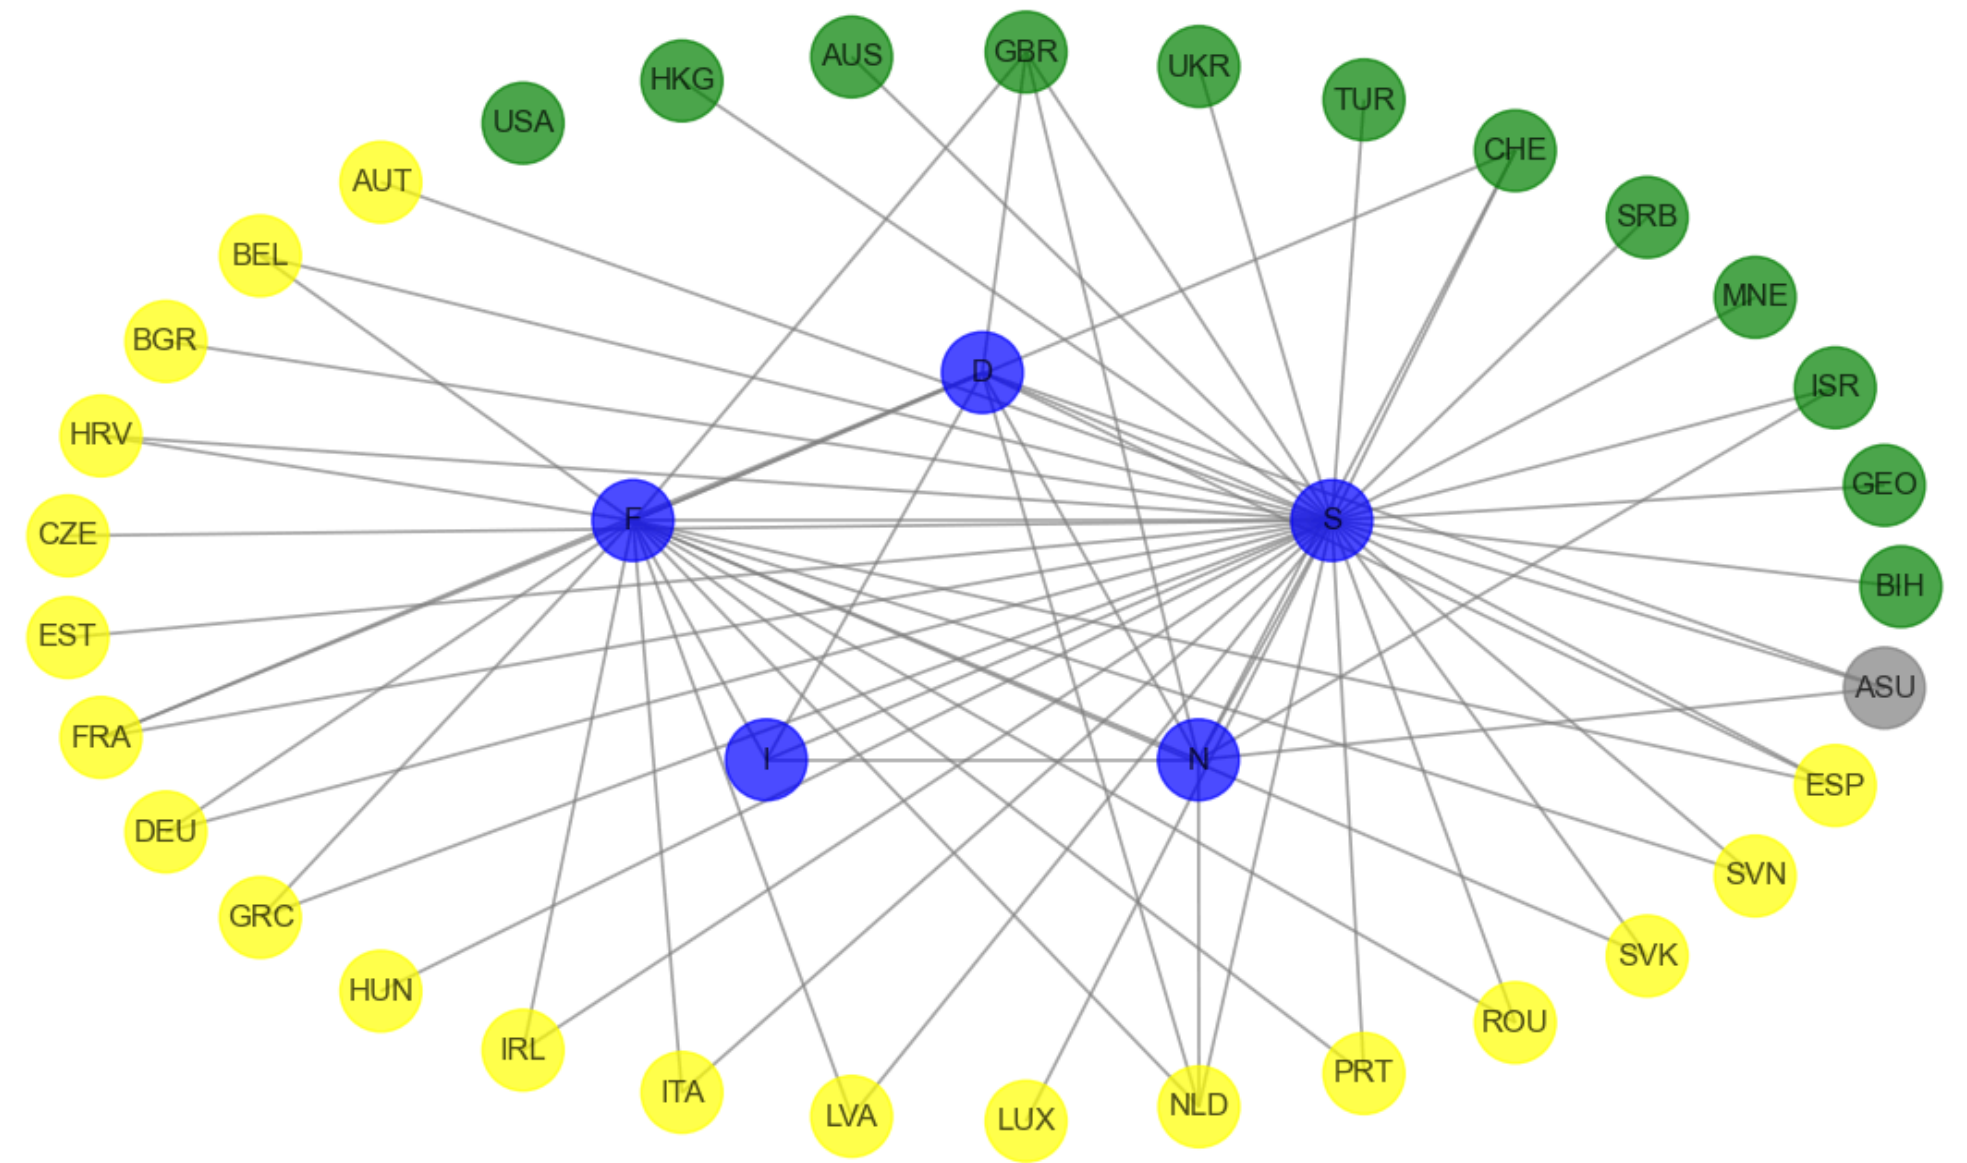 GBR
AUS
UKR
HKG
TUR
USA
CHE
AUT
SRB
BEL
MNE
BGR
D
ISR
HRV
GEO
F
S
CZE
BIH
EST
ASU
FRA
I
N
ESP
DEU
SVN
GRC
SVK
HUN
ROU
IRL
PRT
ITA
NLD
LVA
LUX